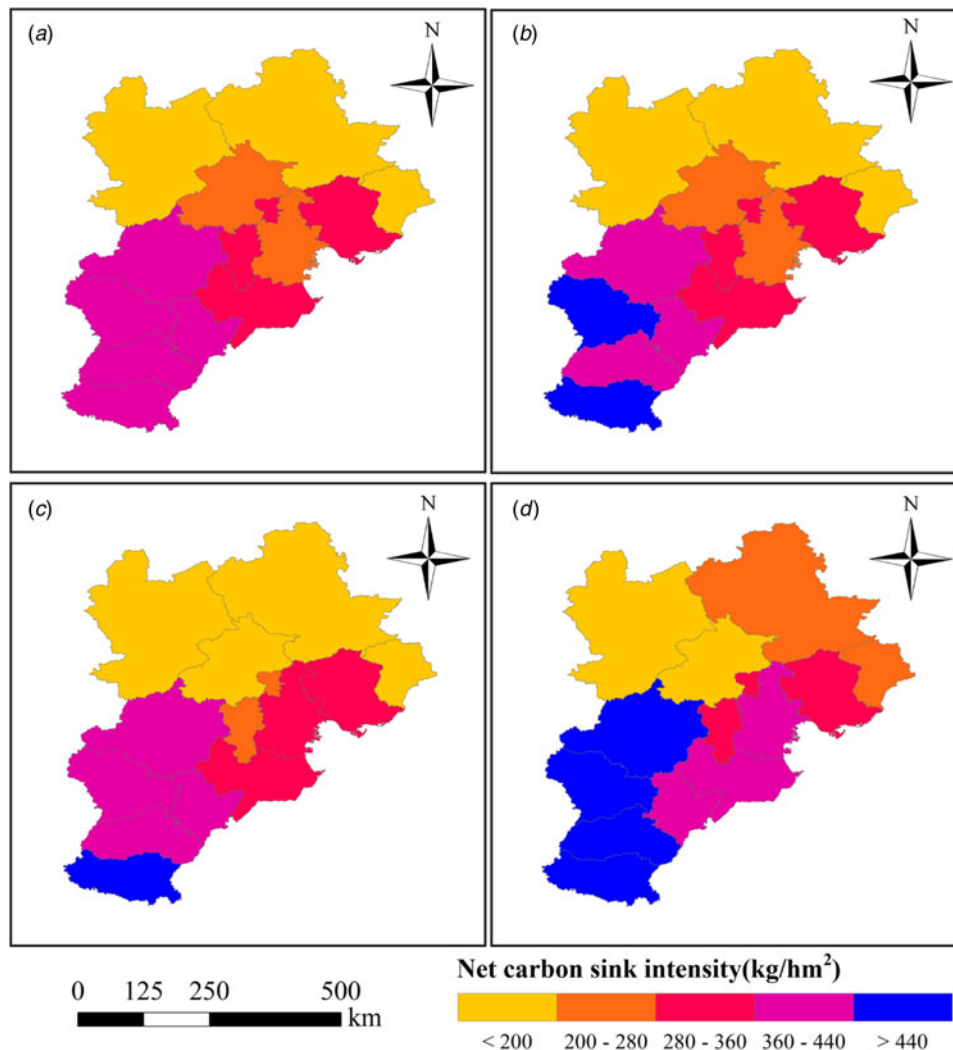 (a)
N
(b)
N
(c)
N
(d)
N
Net carbon sink intensity(kg/hm²)
0 125 250 500
km
< 200 200 - 280 280 - 360 360 - 440 > 440